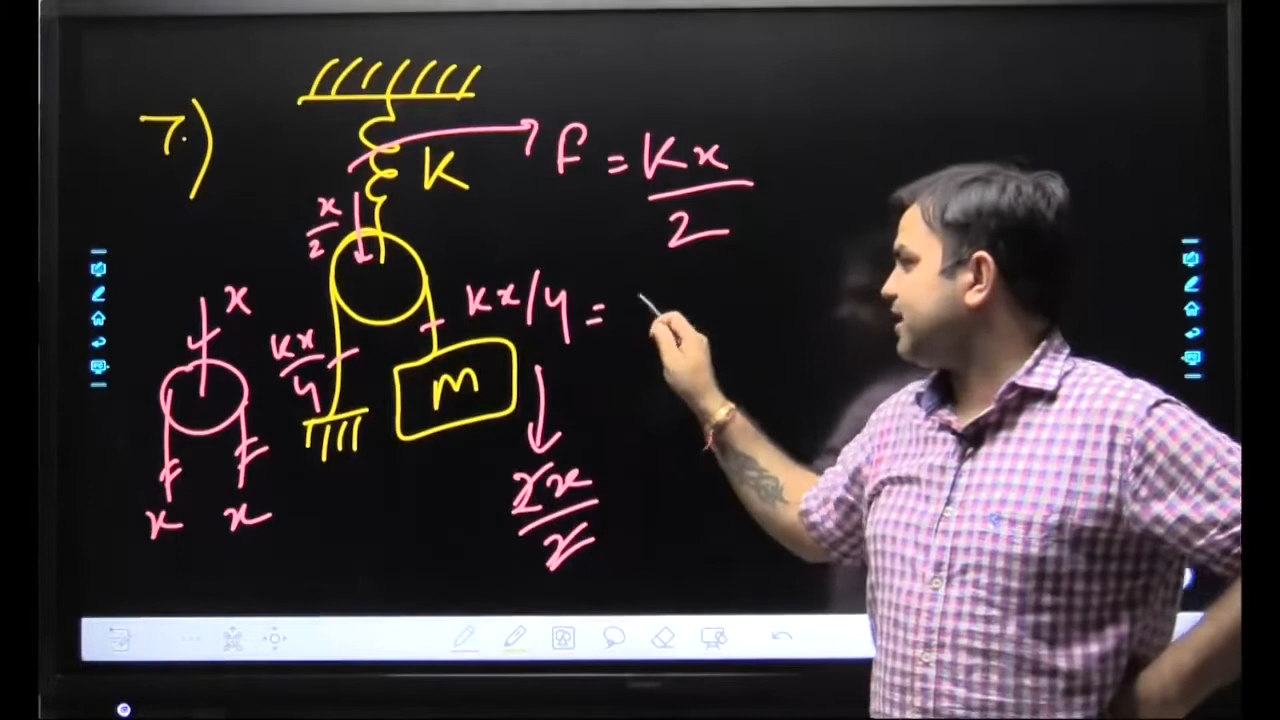 7.)
F = Kx/2
K
x/2
x
Kx/4 =
Kx/4
m
2x/2
x x